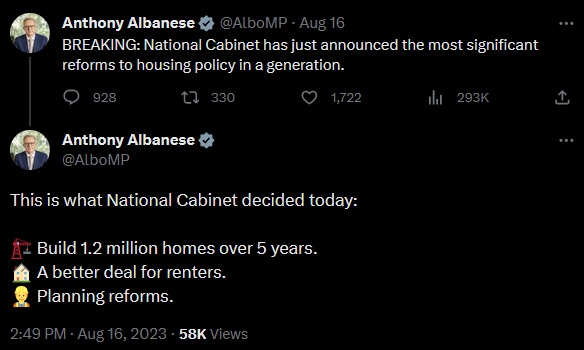 Anthony Albanese @AlboMP · Aug 16
BREAKING: National Cabinet has just announced the most significant
reforms to housing policy in a generation.
928 330 1,722 293K
Anthony Albanese
@AlboMP
This is what National Cabinet decided today:
🏗️ Build 1.2 million homes over 5 years.
🏠 A better deal for renters.
👷 Planning reforms.
2:49 PM · Aug 16, 2023 · 58K Views